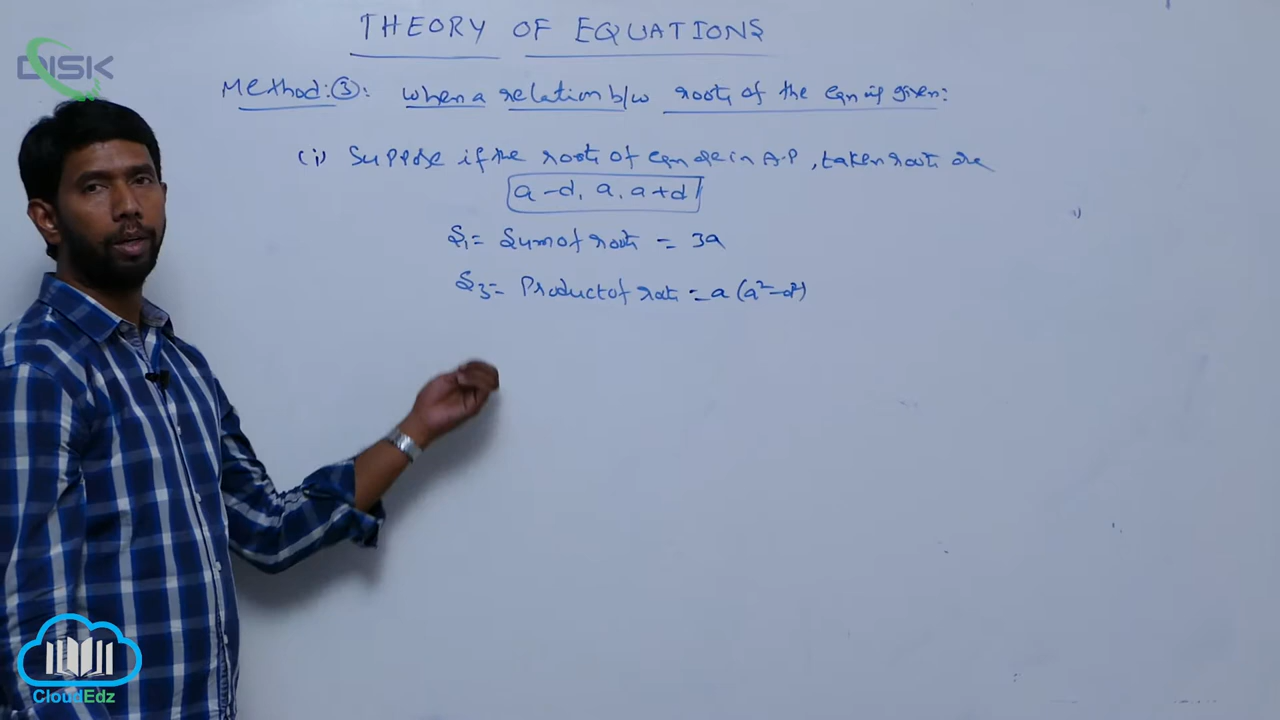 THEORY OF EQUATIONS
DISK
Method:③: when a relation b/w roots of the eqn is given:
(i) Suppose if the roots of eqn are in A.P, taken roots are
a-d, a, a+d
S₁= Sum of roots = 3a
S₃= Product of roots = a(a²-d²)
CloudEdz